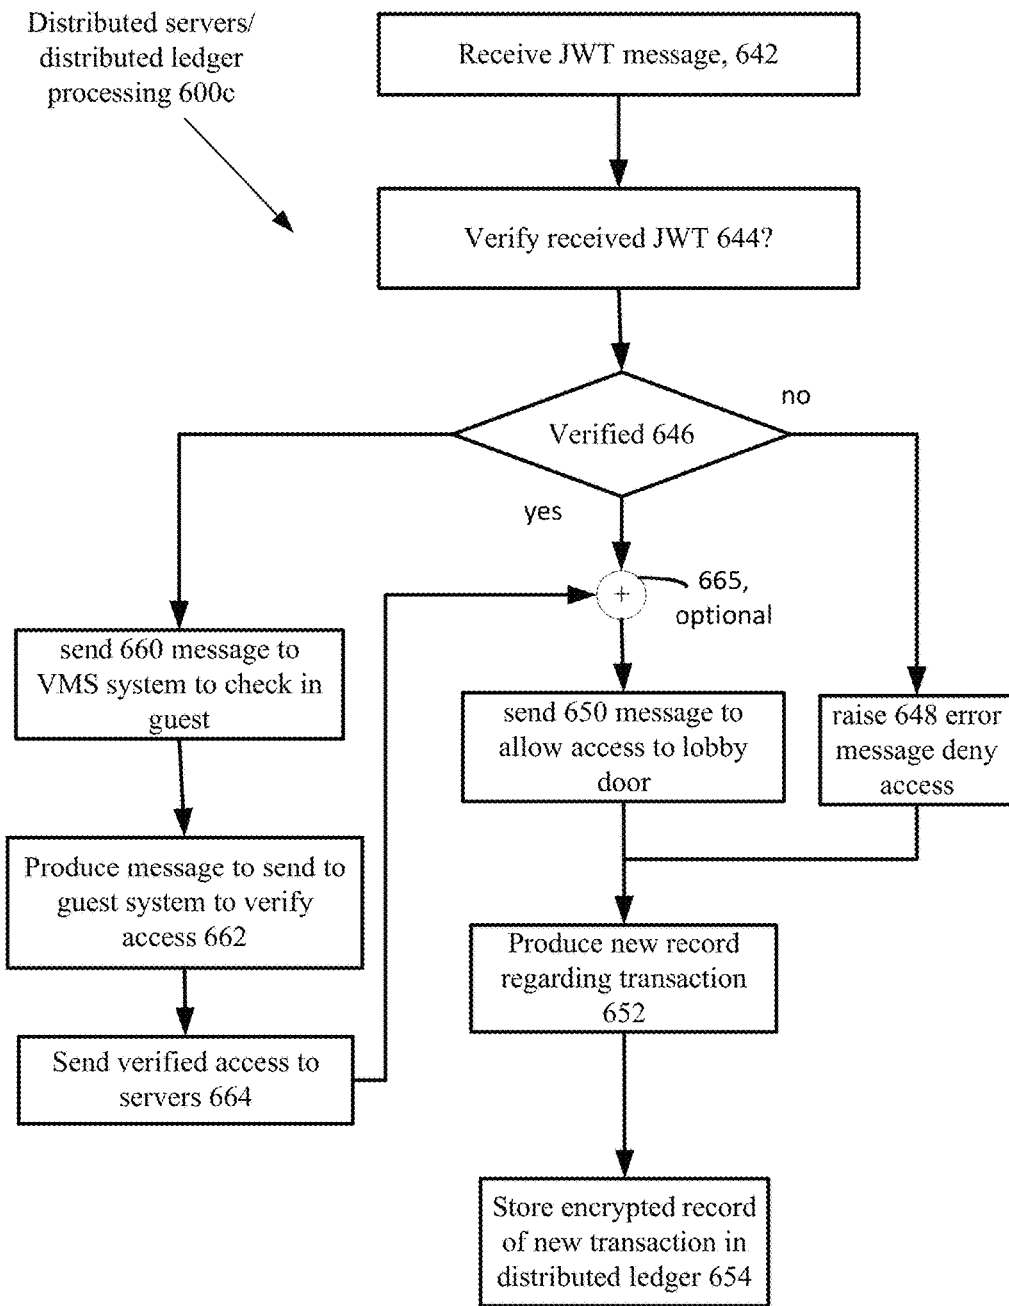 Distributed servers/
distributed ledger
processing 600c
Receive JWT message, 642
Verify received JWT 644?
Verified 646
no
yes
+
665,
optional
send 660 message to
VMS system to check in
guest
send 650 message to
allow access to lobby
door
raise 648 error
message deny
access
Produce message to send to
guest system to verify
access 662
Produce new record
regarding transaction
652
Send verified access to
servers 664
Store encrypted record
of new transaction in
distributed ledger 654